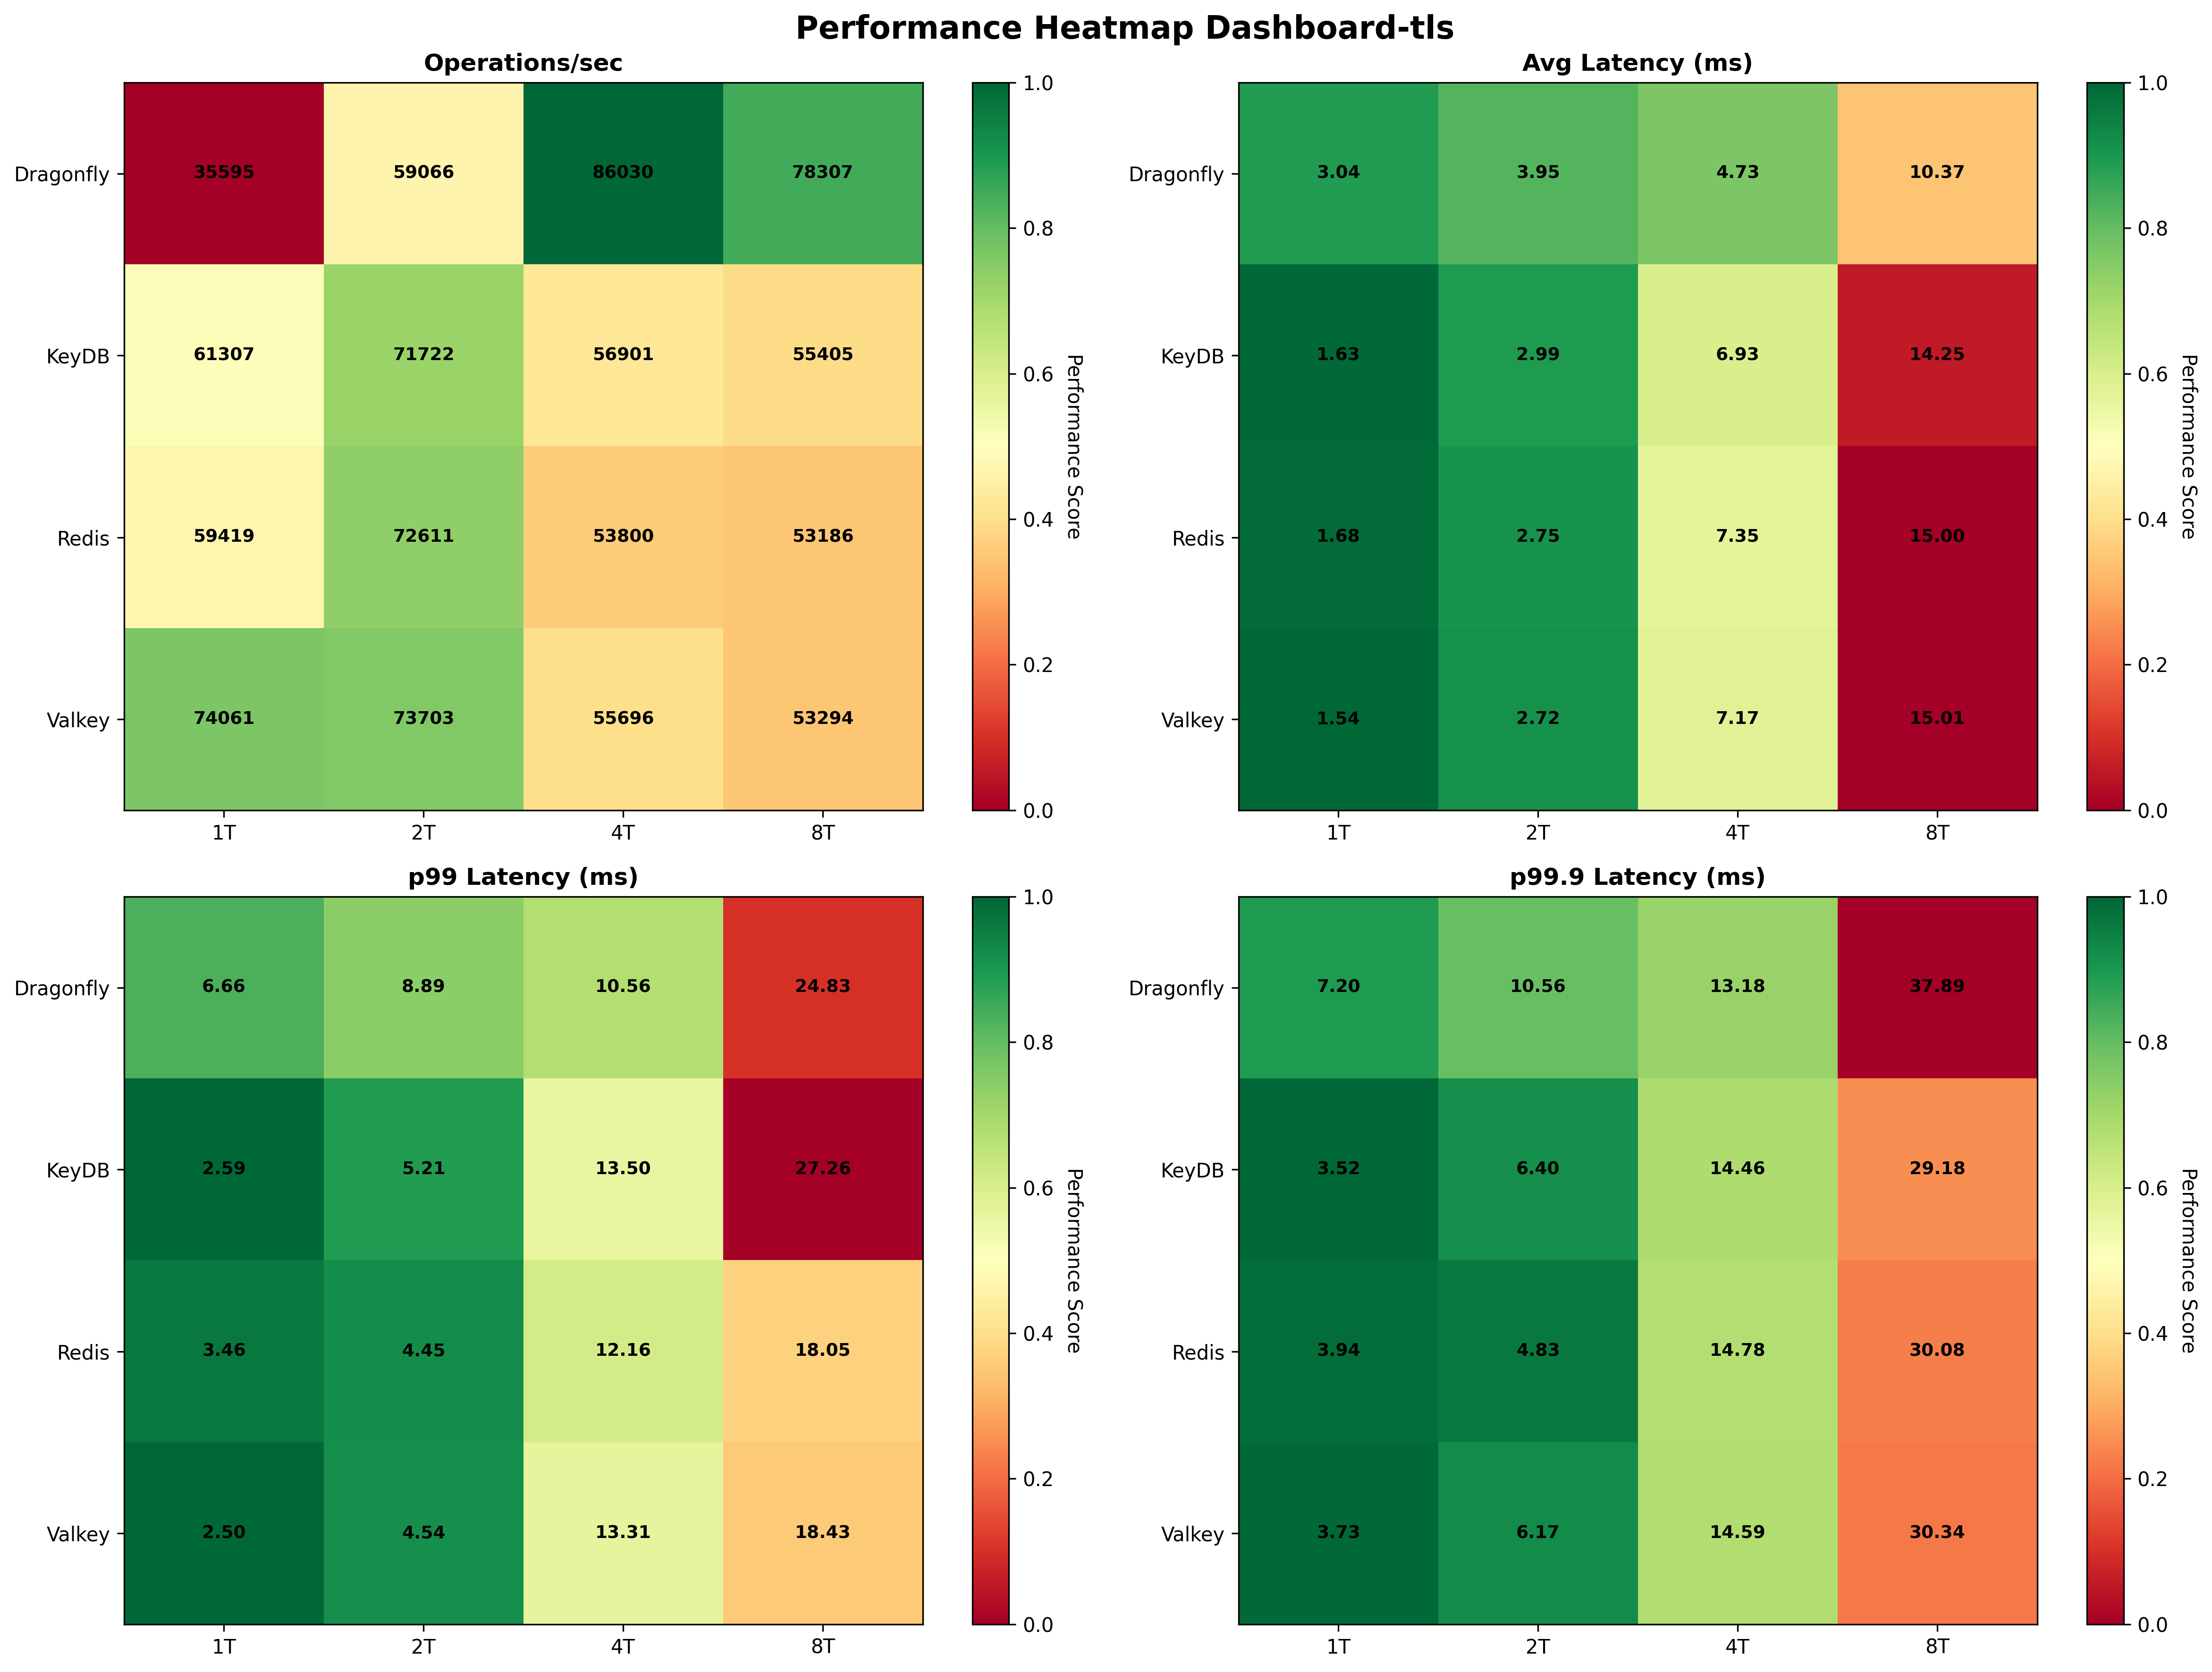 Performance Heatmap Dashboard-tls
Operations/sec
Dragonfly 35595 59066 86030 78307
KeyDB 61307 71722 56901 55405
Redis 59419 72611 53800 53186
Valkey 74061 73703 55696 53294
1T 2T 4T 8T
1.0
0.8
0.6
0.4
0.2
0.0
Performance Score
Avg Latency (ms)
Dragonfly 3.04 3.95 4.73 10.37
KeyDB 1.63 2.99 6.93 14.25
Redis 1.68 2.75 7.35 15.00
Valkey 1.54 2.72 7.17 15.01
1T 2T 4T 8T
1.0
0.8
0.6
0.4
0.2
0.0
Performance Score
p99 Latency (ms)
Dragonfly 6.66 8.89 10.56 24.83
KeyDB 2.59 5.21 13.50 27.26
Redis 3.46 4.45 12.16 18.05
Valkey 2.50 4.54 13.31 18.43
1T 2T 4T 8T
1.0
0.8
0.6
0.4
0.2
0.0
Performance Score
p99.9 Latency (ms)
Dragonfly 7.20 10.56 13.18 37.89
KeyDB 3.52 6.40 14.46 29.18
Redis 3.94 4.83 14.78 30.08
Valkey 3.73 6.17 14.59 30.34
1T 2T 4T 8T
1.0
0.8
0.6
0.4
0.2
0.0
Performance Score